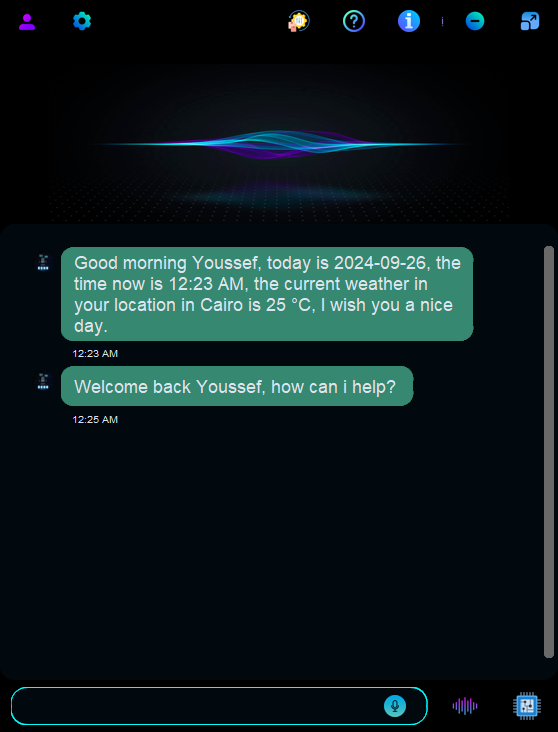 Good morning Youssef, today is 2024-09-26, the
time now is 12:23 AM, the current weather in
your location in Cairo is 25 °C, I wish you a nice
day.
12:23 AM
Welcome back Youssef, how can i help?
12:25 AM